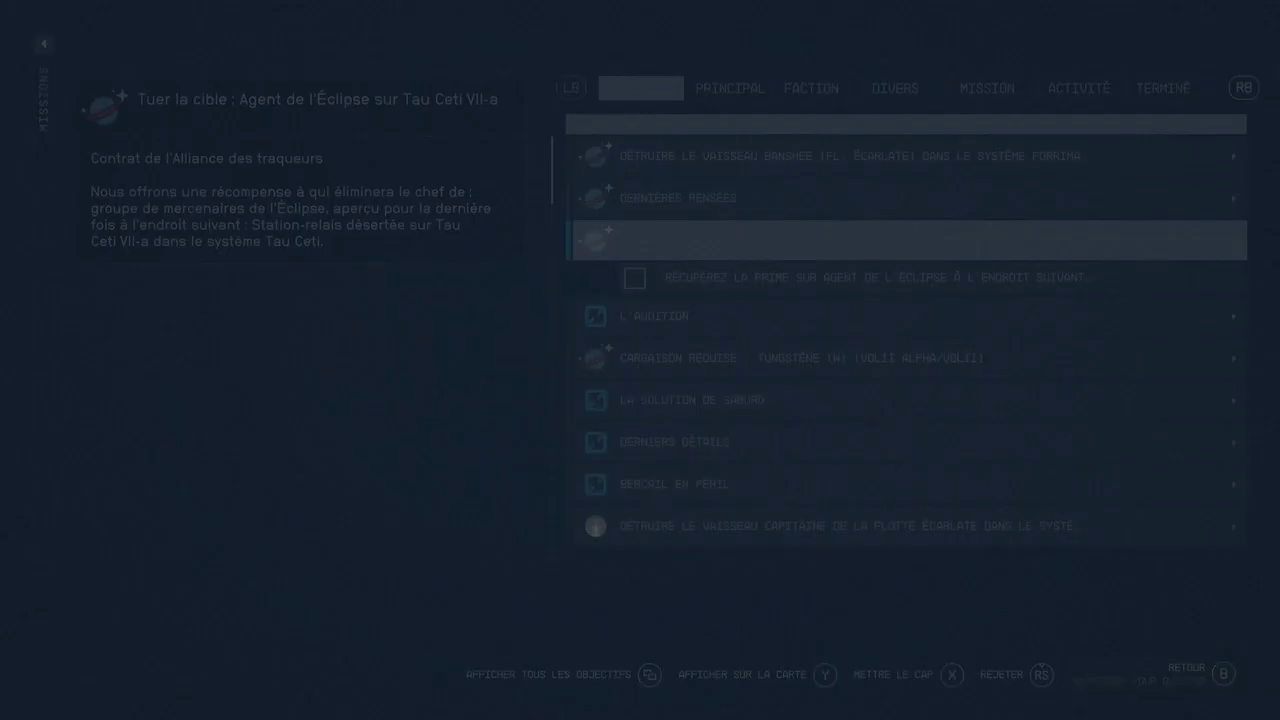 MISSIONS
Tuer la cible : Agent de l'Éclipse sur Tau Ceti VII-a
Contrat de l'Alliance des traqueurs
Nous offrons une récompense à qui éliminera le chef de :
groupe de mercenaires de l'Éclipse, aperçu pour la dernière
fois à l'endroit suivant : Station-relais désertée sur Tau
Ceti VII-a dans le système Tau Ceti.
LB PRINCIPAL FACTION DIVERS MISSION ACTIVITÉ TERMINÉ RB
DÉTRUIRE LE VAISSEAU BANSHEE (FL. ÉCARLATE) DANS LE SYSTÈME PORRIMA
DERNIÈRES PENSÉES
RÉCUPÉREZ LA PRIME SUR AGENT DE L'ÉCLIPSE À L'ENDROIT SUIVANT...
L'AUDITION
CARGAISON REQUISE : TUNGSTÈNE (W) (VOLII ALPHA/VOLII)
LA SOLUTION DE SABURO
DERNIERS DÉTAILS
BERCAIL EN PÉRIL
DÉTRUIRE LE VAISSEAU CAPITAINE DE LA FLOTTE ÉCARLATE DANS LE SYSTÈ...
AFFICHER TOUS LES OBJECTIFS AFFICHER SUR LA CARTE Y METTRE LE CAP X REJETER RS RETOUR B